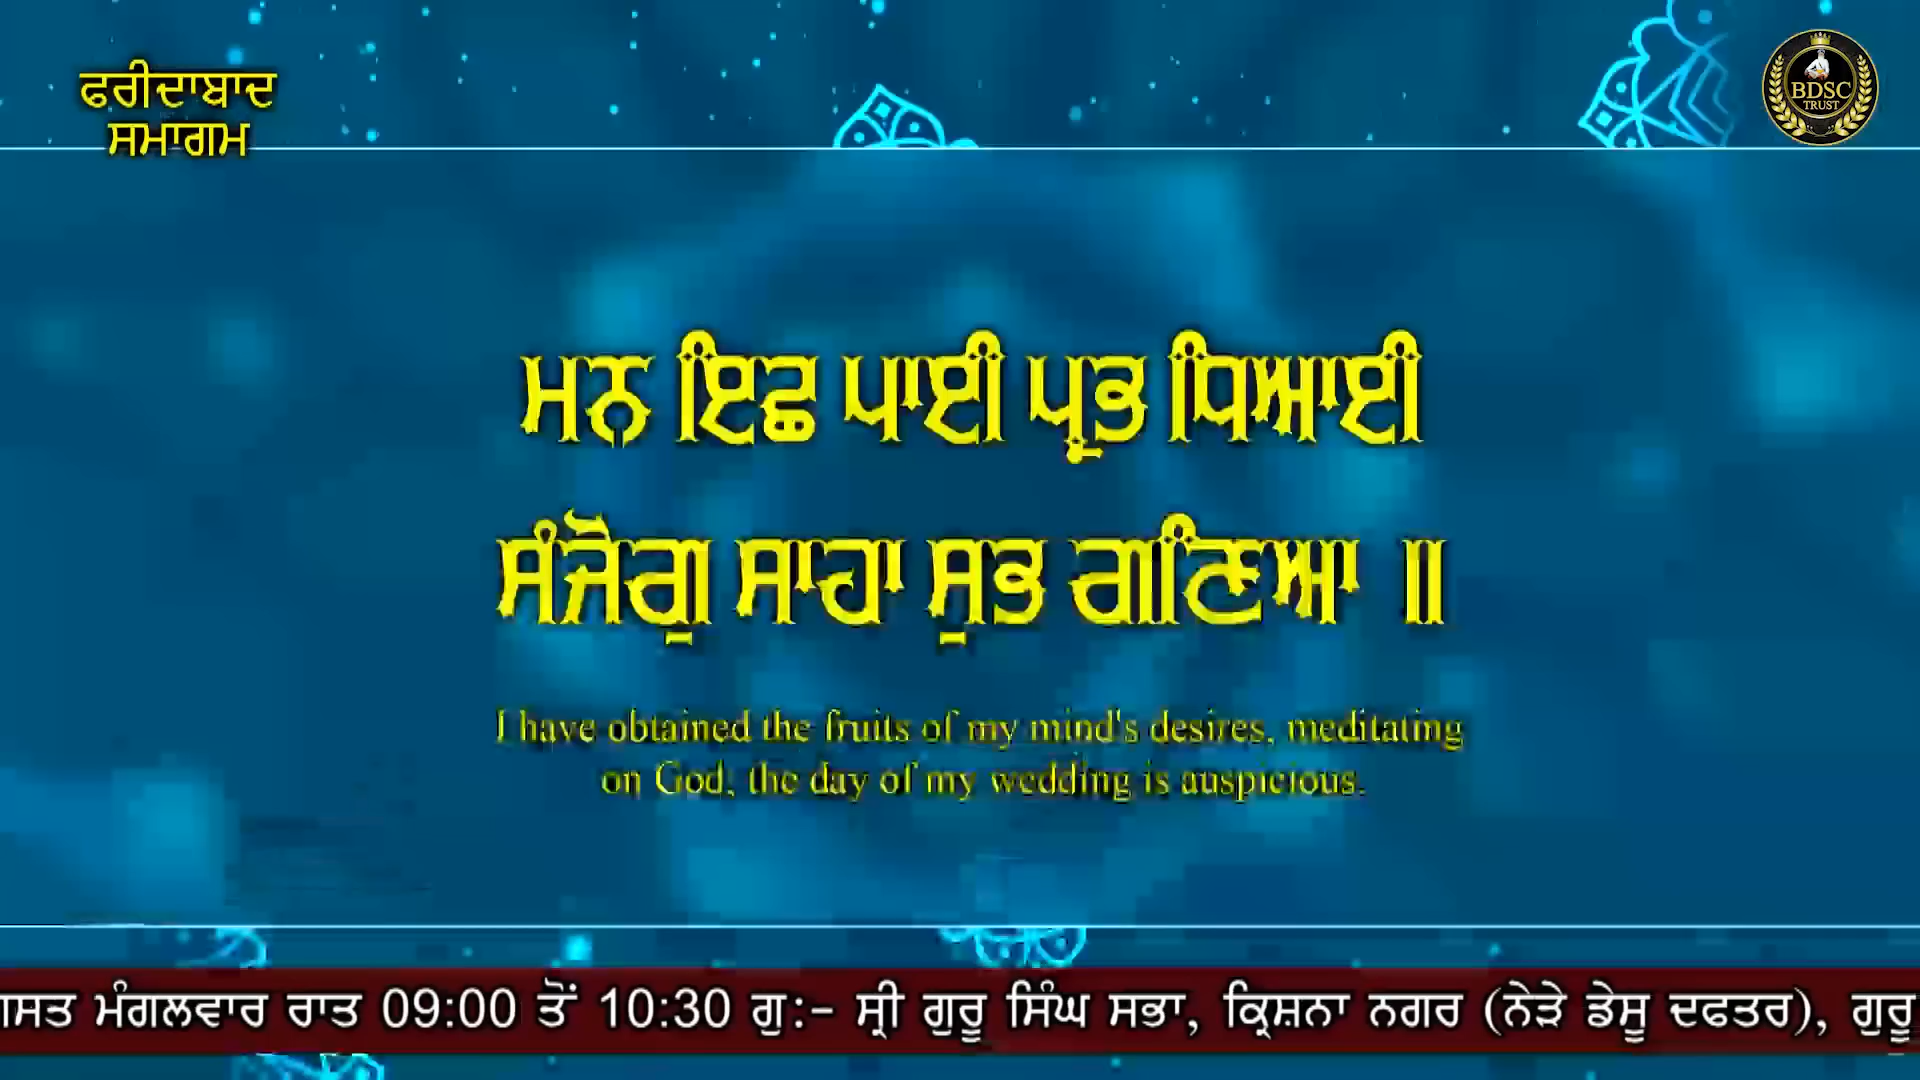 ਫਰੀਦਾਬਾਦ
ਸਮਾਗਮ
BDSC
TRUST
ਮਨ ਇਛ ਪਾਈ ਪ੍ਰਭ ਧਿਆਈ
ਸੰਜੋਗੁ ਸਾਹਾ ਸੁਭ ਗਣਿਆ ॥
I have obtained the fruits of my mind's desires, meditating
on God; the day of my wedding is auspicious.
ਗਸਤ ਮੰਗਲਵਾਰ ਰਾਤ 09:00 ਤੋਂ 10:30 ਗੁ:- ਸ੍ਰੀ ਗੁਰੂ ਸਿੰਘ ਸਭਾ, ਕ੍ਰਿਸ਼ਨਾ ਨਗਰ (ਨੇੜੇ ਡੇਸੂ ਦਫਤਰ), ਗੁਰੂ